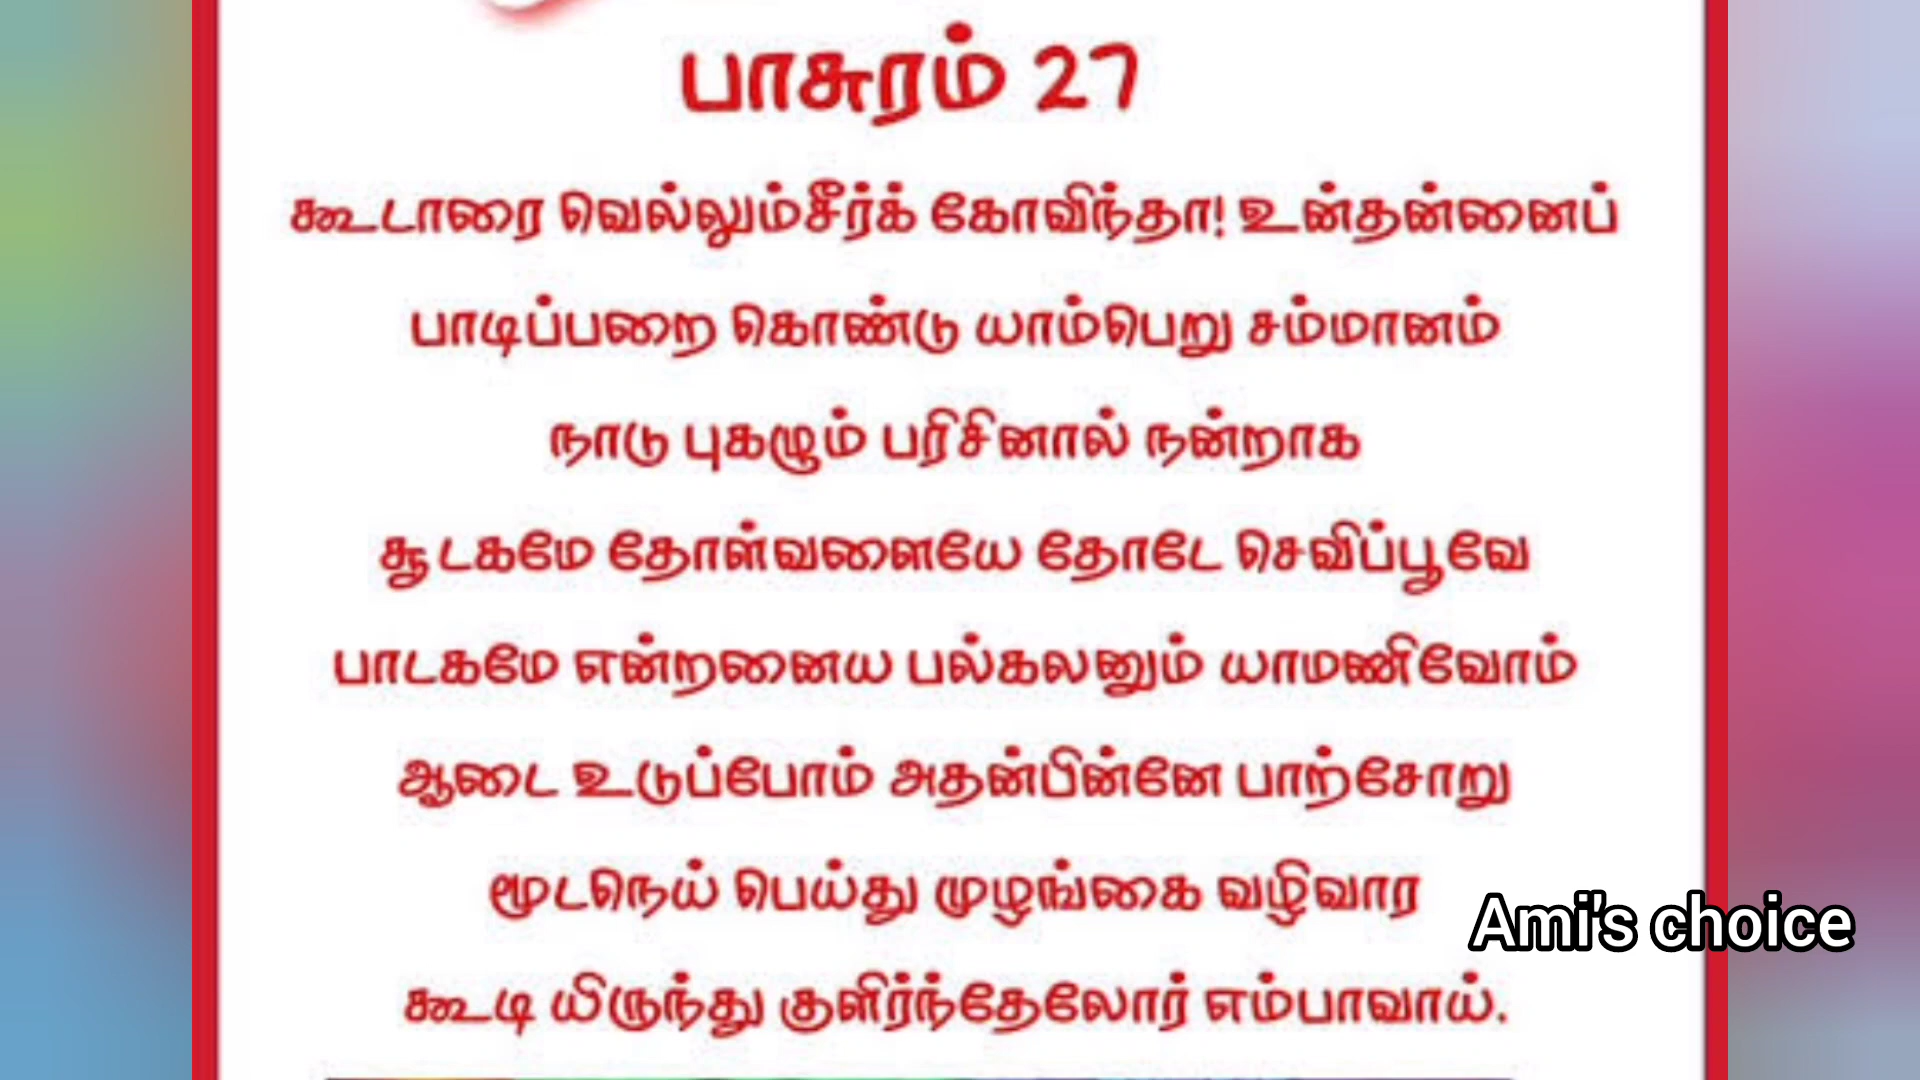 பாசுரம் 27
கூடாரை வெல்லும்சீர்க் கோவிந்தா! உன்தன்னைப்
பாடிப்பறை கொண்டு யாம்பெறு சம்மானம்
நாடு புகழும் பரிசினால் நன்றாக
சூடகமே தோள்வளையே தோடே செவிப்பூவே
பாடகமே என்றனைய பல்கலனும் யாமணிவோம்
ஆடை உடுப்போம் அதன்பின்னே பாற்சோறு
மூடநெய் பெய்து முழங்கை வழிவார
Ami's choice
கூடி யிருந்து குளிர்ந்தேலோர் எம்பாவாய்.